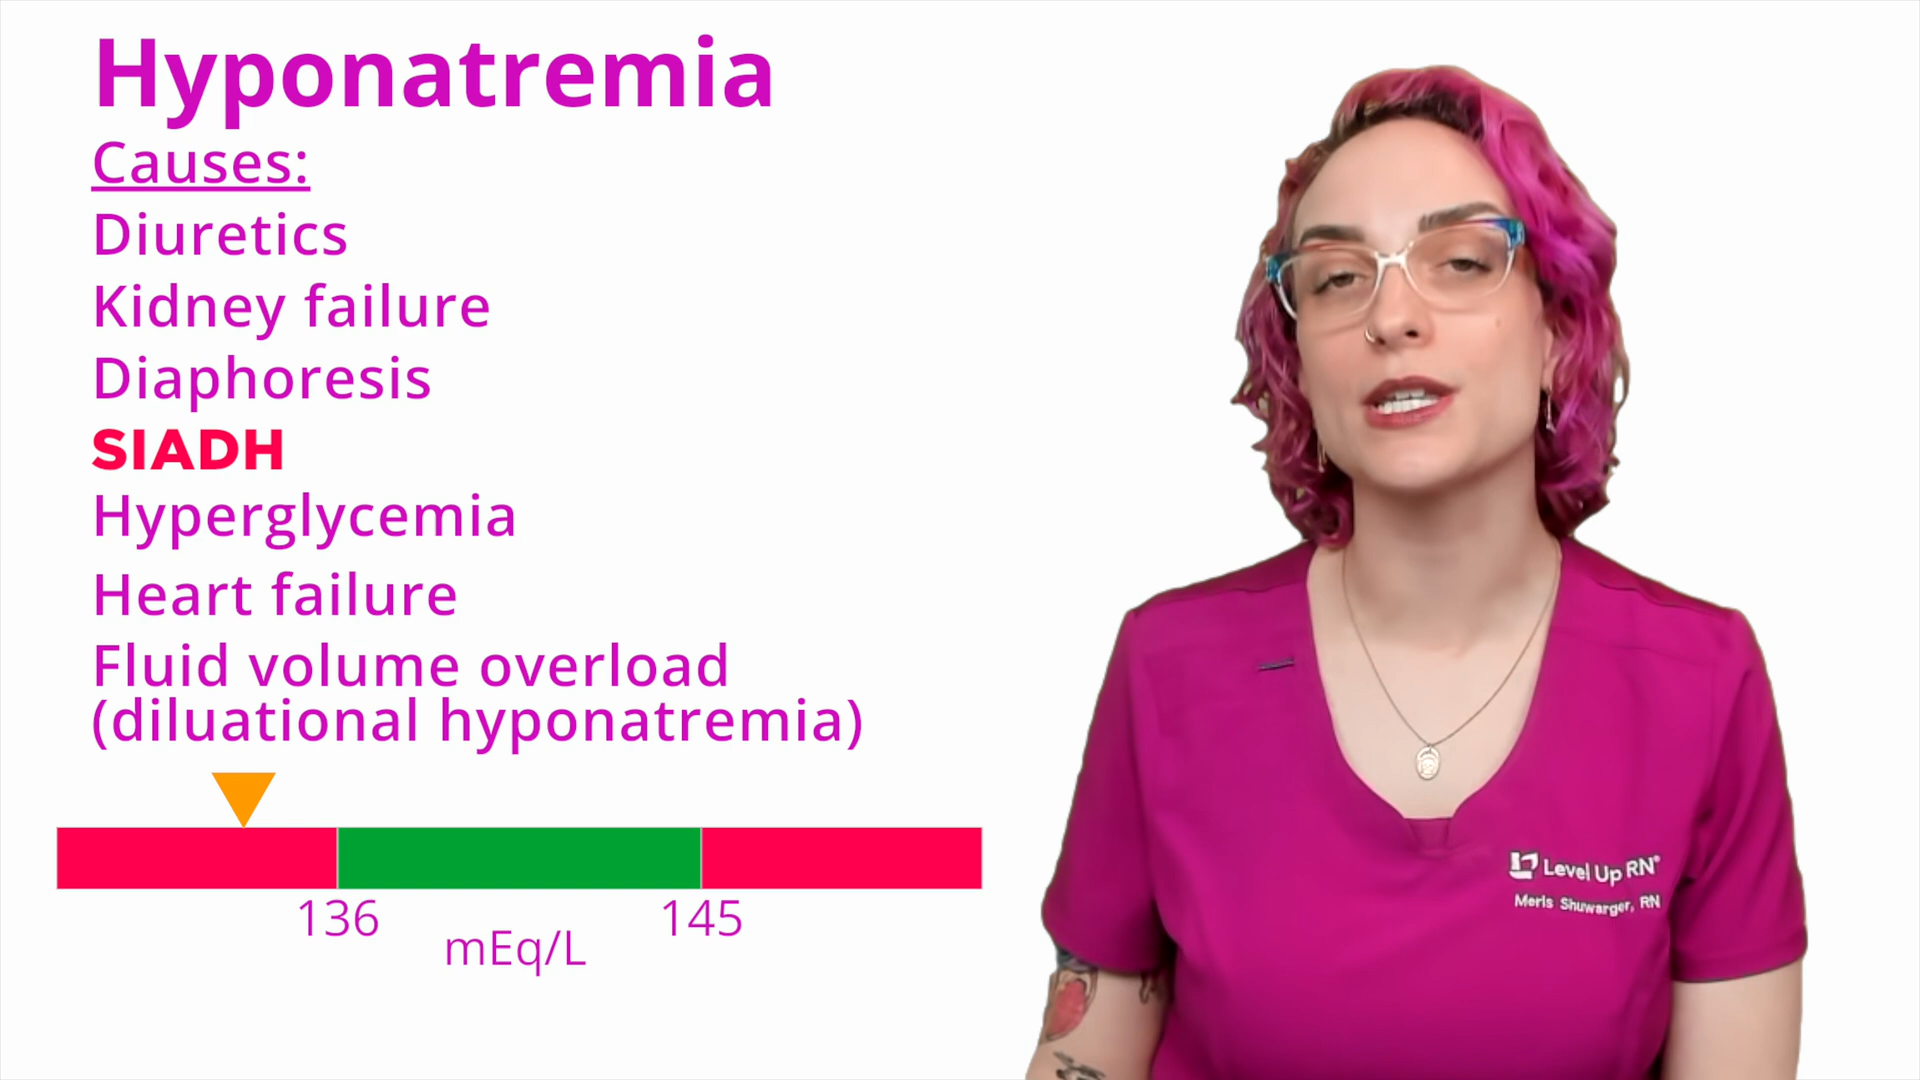 Hyponatremia
Causes:
Diuretics
Kidney failure
Diaphoresis
SIADH
Hyperglycemia
Heart failure
Fluid volume overload
(diluational hyponatremia)
136
145
mEq/L
Level Up RN®
Meris Shuwarger, RN